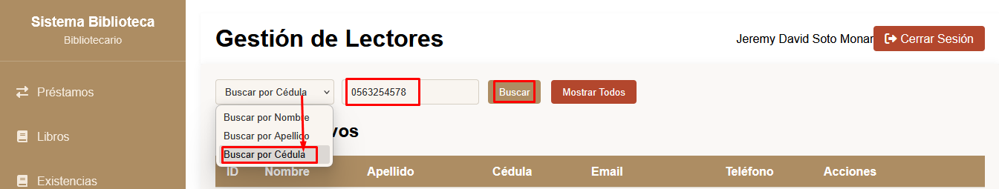 Sistema Biblioteca
Bibliotecario
Préstamos
Libros
Existencias
Gestión de Lectores
Jeremy David Soto Monar
Cerrar Sesión
Buscar por Cédula
0563254578
Buscar
Mostrar Todos
Buscar por Nombre
Buscar por Apellido
Buscar por Cédula
vos
ID Nombre Apellido Cédula Email Teléfono Acciones